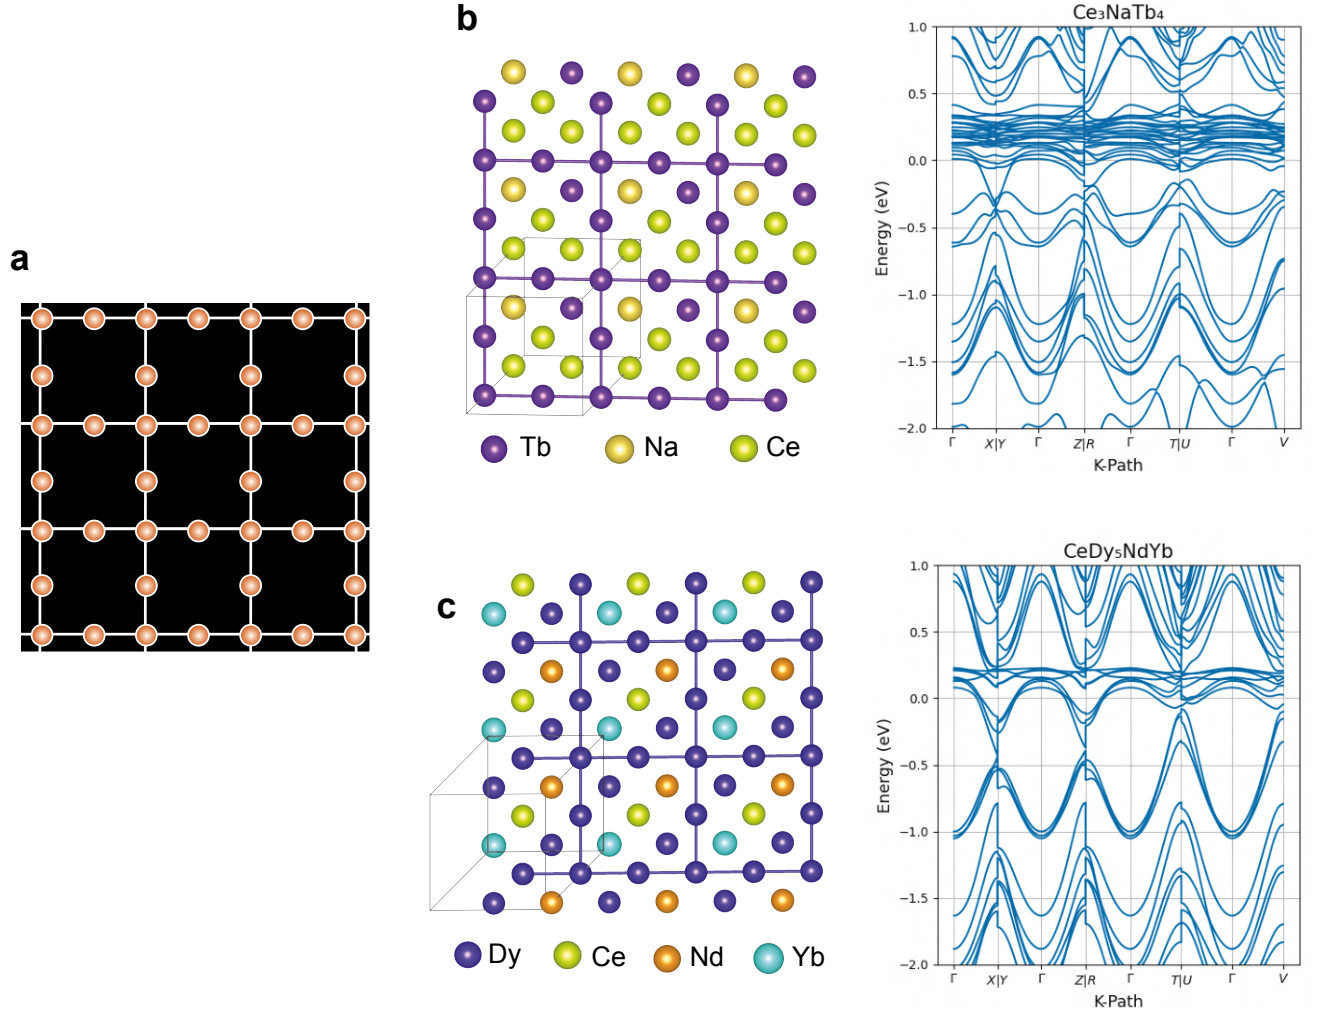 a
b
Tb Na Ce
Ce₃NaTb₄
1.0
0.5
0.0
−0.5
−1.0
−1.5
−2.0
Energy (eV)
Γ X|Y Γ Z|R Γ T|U Γ V
K-Path
c
Dy Ce Nd Yb
CeDy₅NdYb
1.0
0.5
0.0
−0.5
−1.0
−1.5
−2.0
Energy (eV)
Γ X|Y Γ Z|R Γ T|U Γ V
K-Path